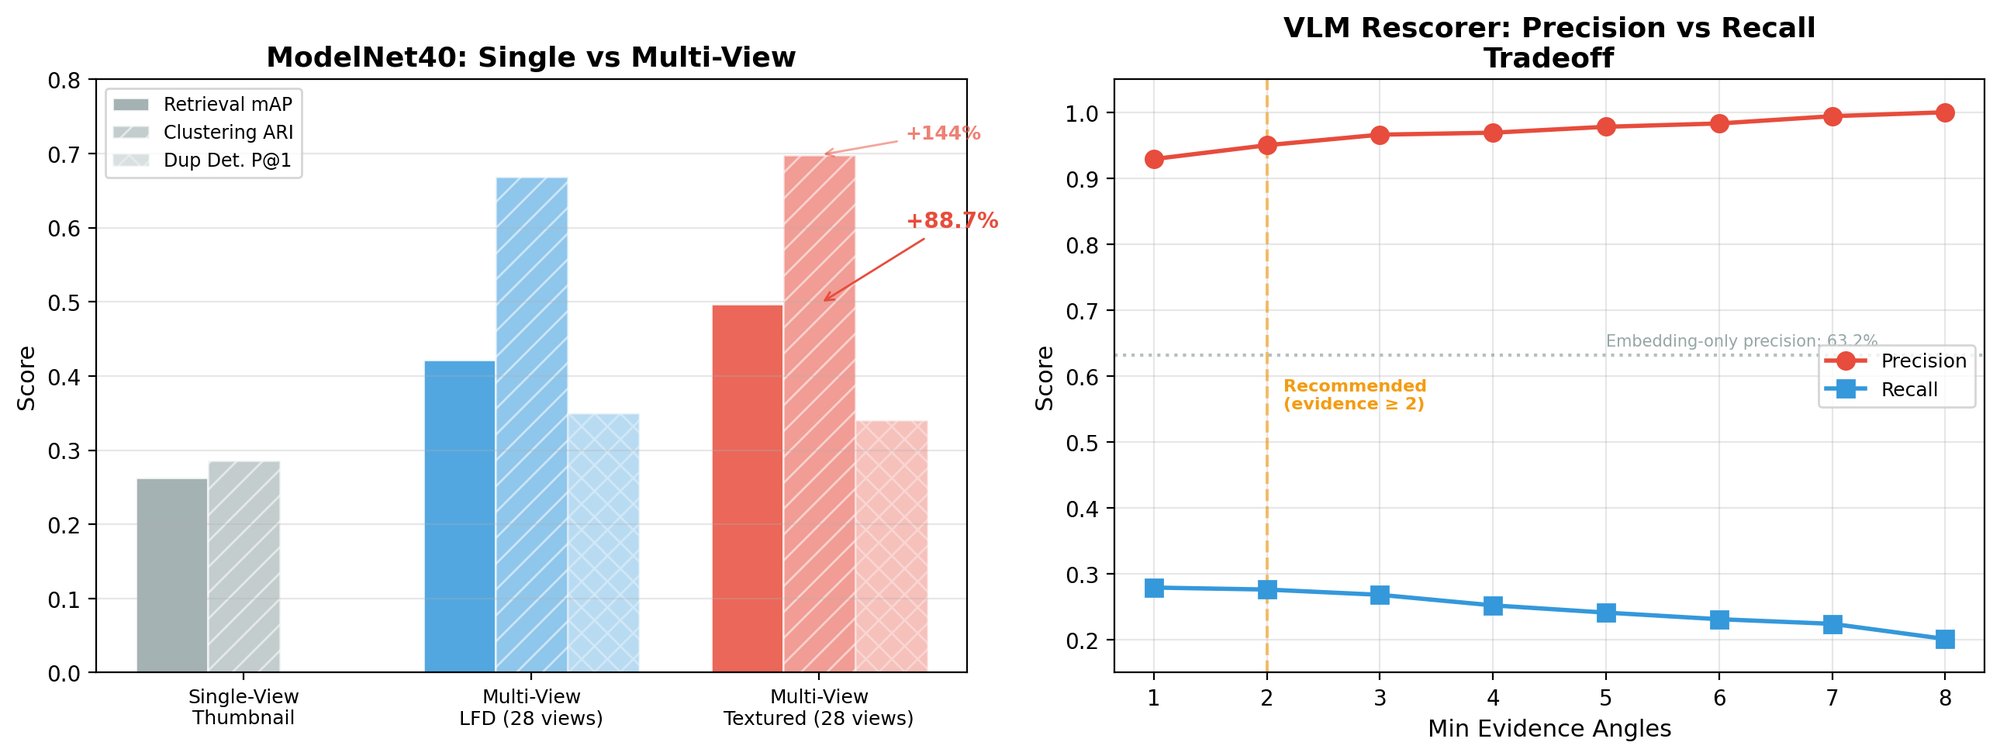 ModelNet40: Single vs Multi-View
Retrieval mAP
Clustering ARI
Dup Det. P@1
+144%
+88.7%
Score
0.8
0.7
0.6
0.5
0.4
0.3
0.2
0.1
0.0
Single-View
Thumbnail
Multi-View
LFD (28 views)
Multi-View
Textured (28 views)
VLM Rescorer: Precision vs Recall
Tradeoff
Score
1.0
0.9
0.8
0.7
0.6
0.5
0.4
0.3
0.2
Embedding-only precision: 63.2%
Precision
Recall
Recommended
(evidence ≥ 2)
1 2 3 4 5 6 7 8
Min Evidence Angles